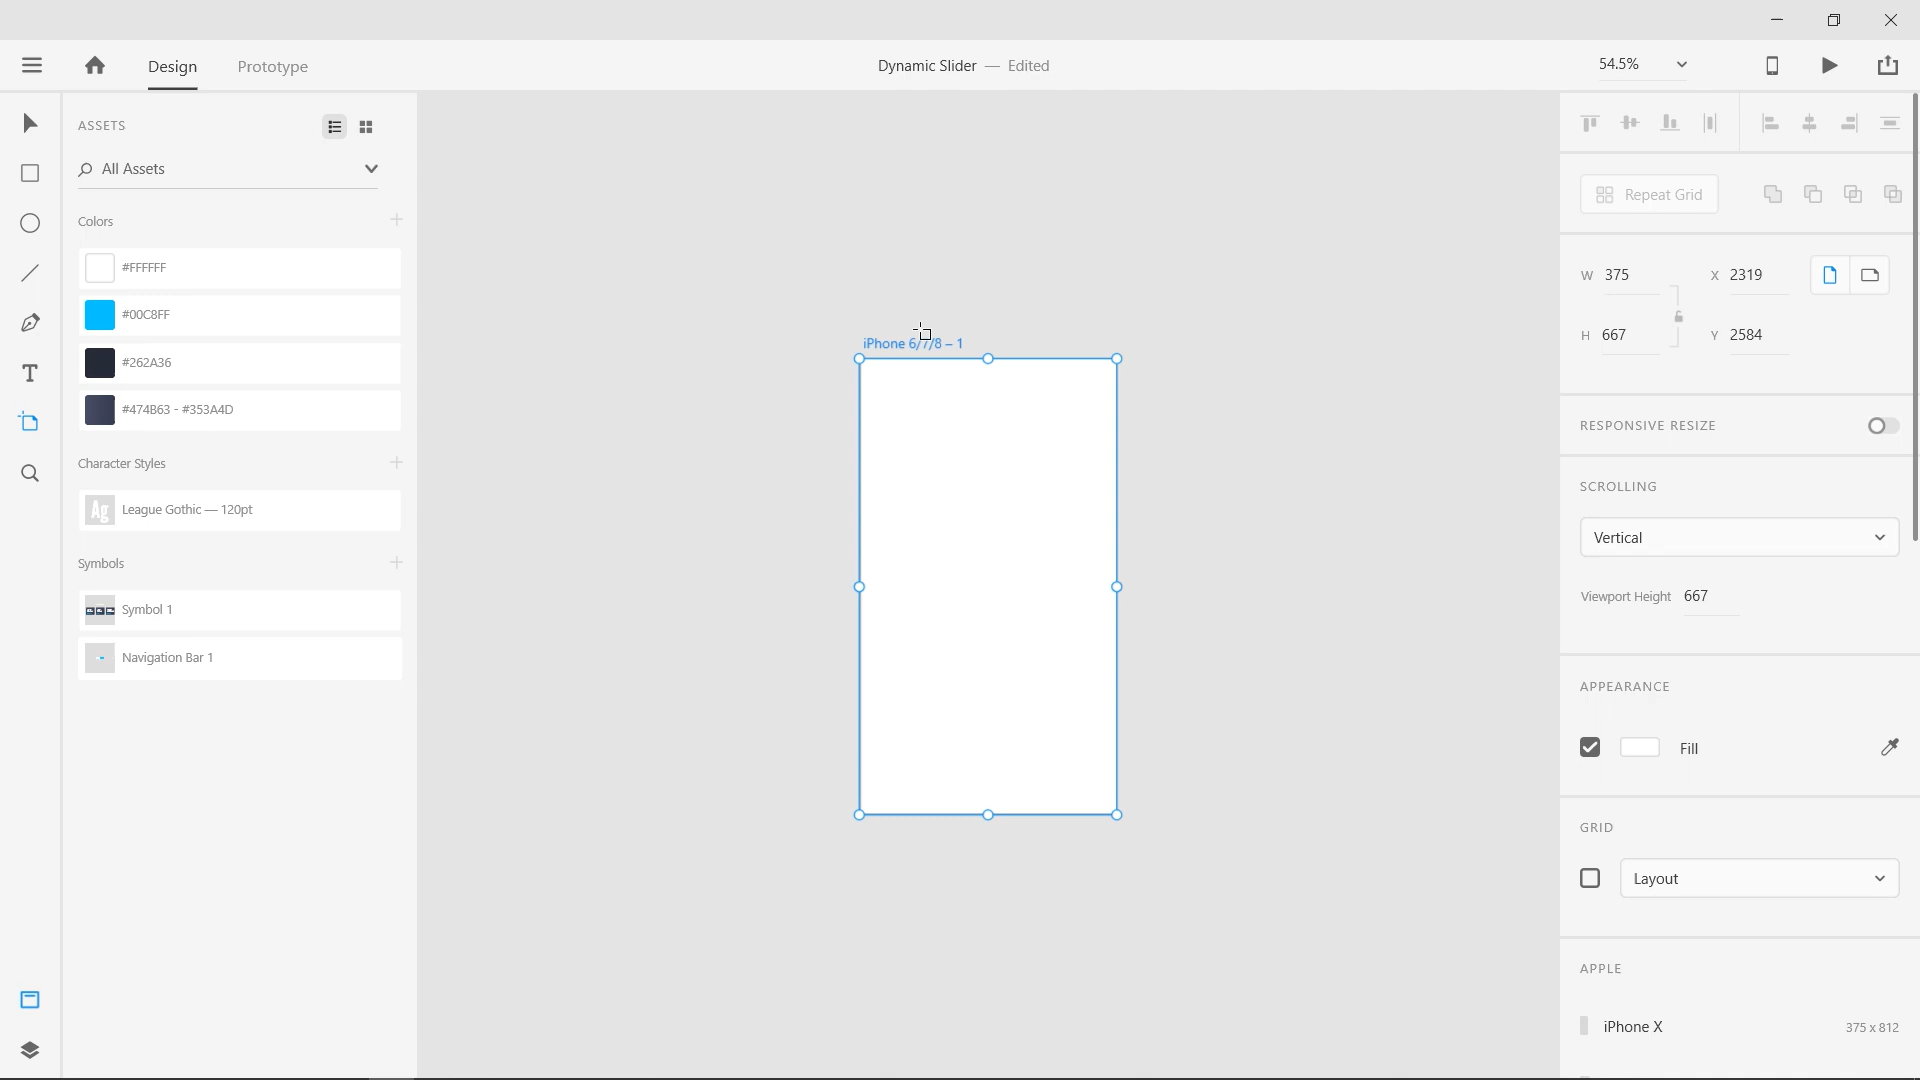 Design
Prototype
Dynamic Slider — Edited
54.5%
ASSETS
All Assets
Colors
#FFFFFF
#00C8FF
#262A36
#474B63 - #353A4D
Character Styles
Ag
League Gothic — 120pt
Symbols
Symbol 1
Navigation Bar 1
iPhone 6/7/8 – 1
Repeat Grid
W 375
X 2319
H 667
Y 2584
RESPONSIVE RESIZE
SCROLLING
Vertical
Viewport Height 667
APPEARANCE
Fill
GRID
Layout
APPLE
iPhone X
375 x 812